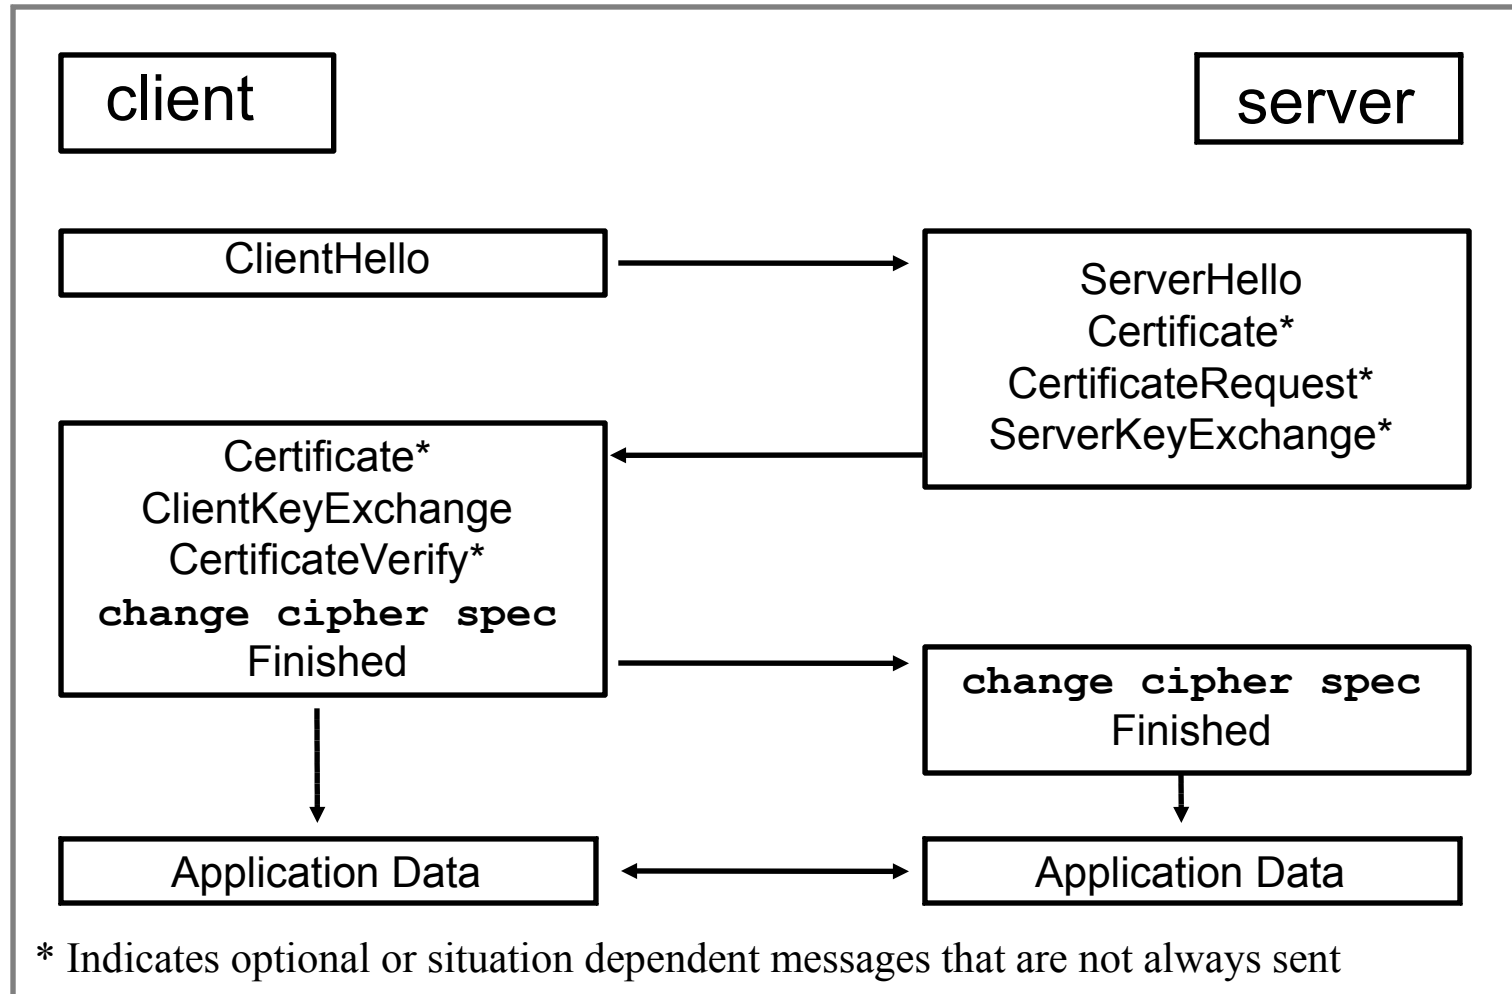 client
server
ClientHello
ServerHello
Certificate*
CertificateRequest*
ServerKeyExchange*
Certificate*
ClientKeyExchange
CertificateVerify*
change cipher spec
Finished
change cipher spec
Finished
Application Data
Application Data
* Indicates optional or situation dependent messages that are not always sent